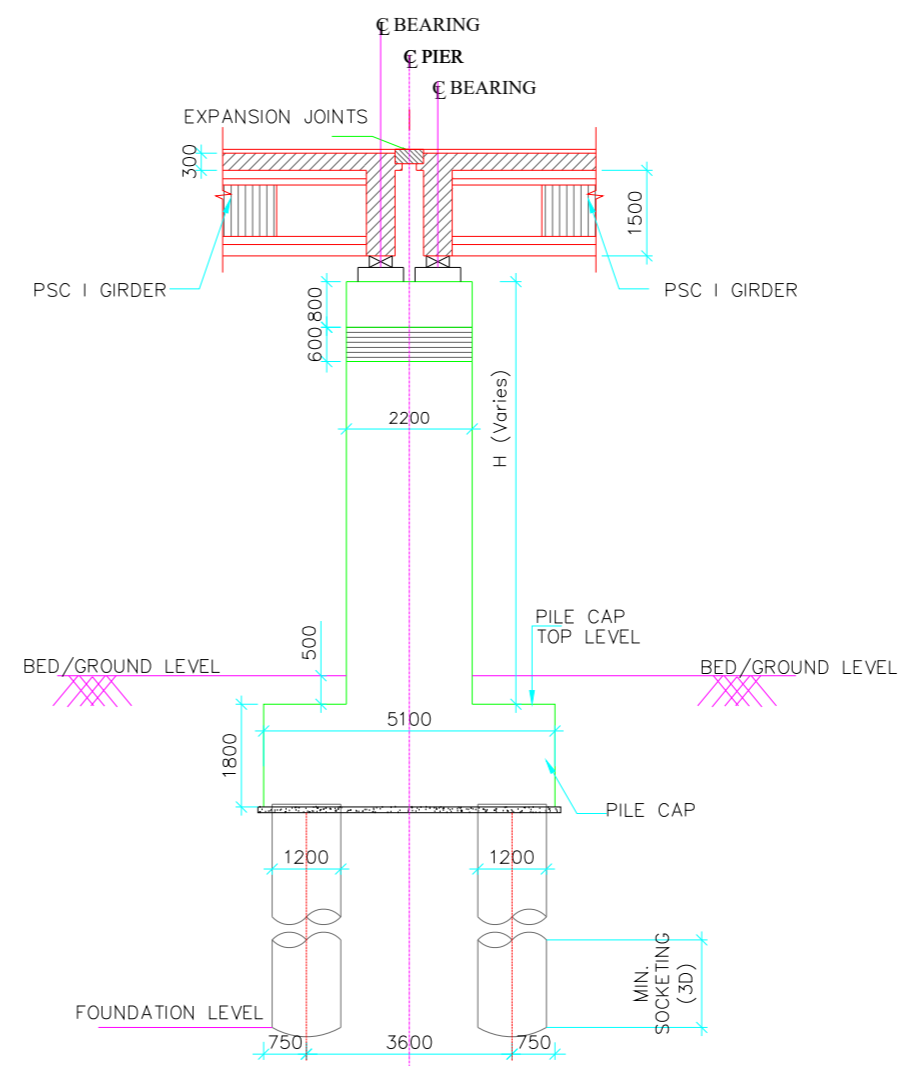 ℄ BEARING
℄ PIER
℄ BEARING
EXPANSION JOINTS
300
1500
PSC I GIRDER
PSC I GIRDER
800
600
2200
H (Varies)
500
PILE CAP
TOP LEVEL
BED/GROUND LEVEL
BED/GROUND LEVEL
5100
1800
PILE CAP
1200
1200
MIN.
SOCKETING
(3D)
FOUNDATION LEVEL
750
3600
750